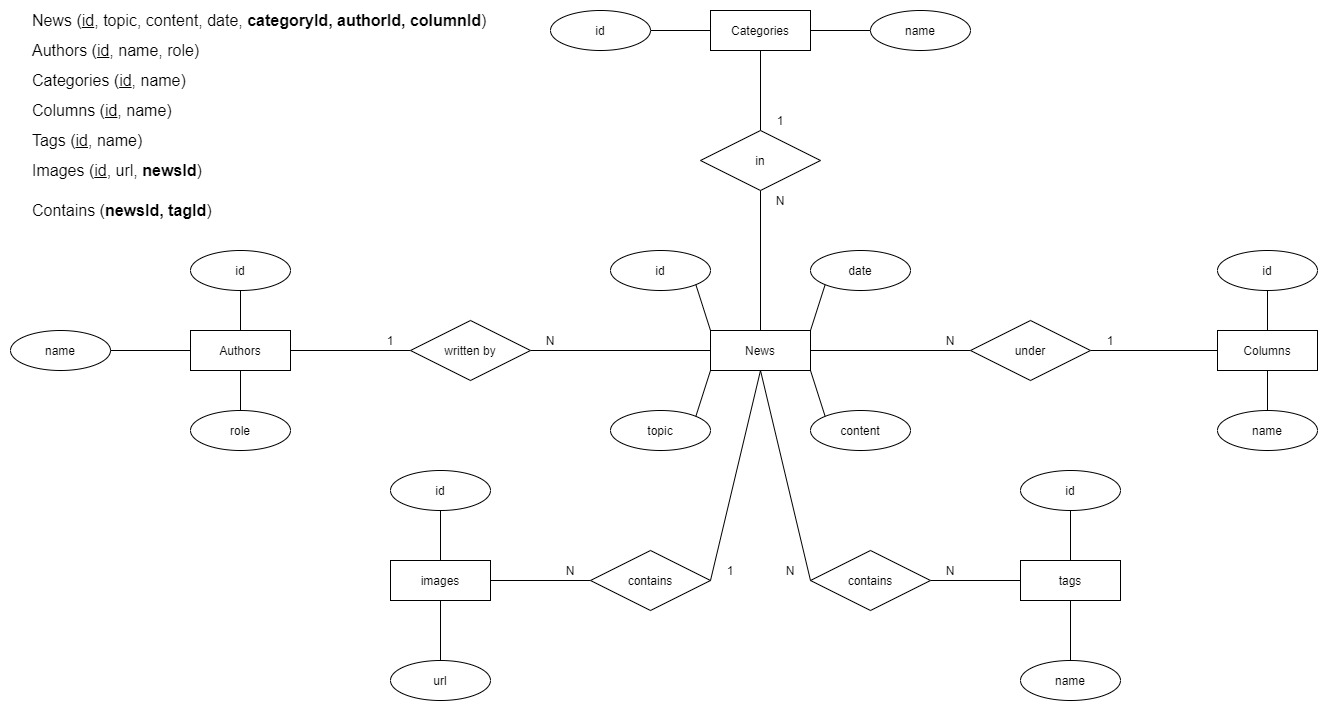 News (id, topic, content, date, categoryId, authorId, columnId)
Authors (id, name, role)
Categories (id, name)
Columns (id, name)
Tags (id, name)
Images (id, url, newsId)
Contains (newsId, tagId)
id
Categories
name
1
in
N
id
id
date
id
name
Authors
1
written by
N
News
N
under
1
Columns
role
topic
content
name
id
id
images
N
contains
1
N
contains
N
tags
url
name